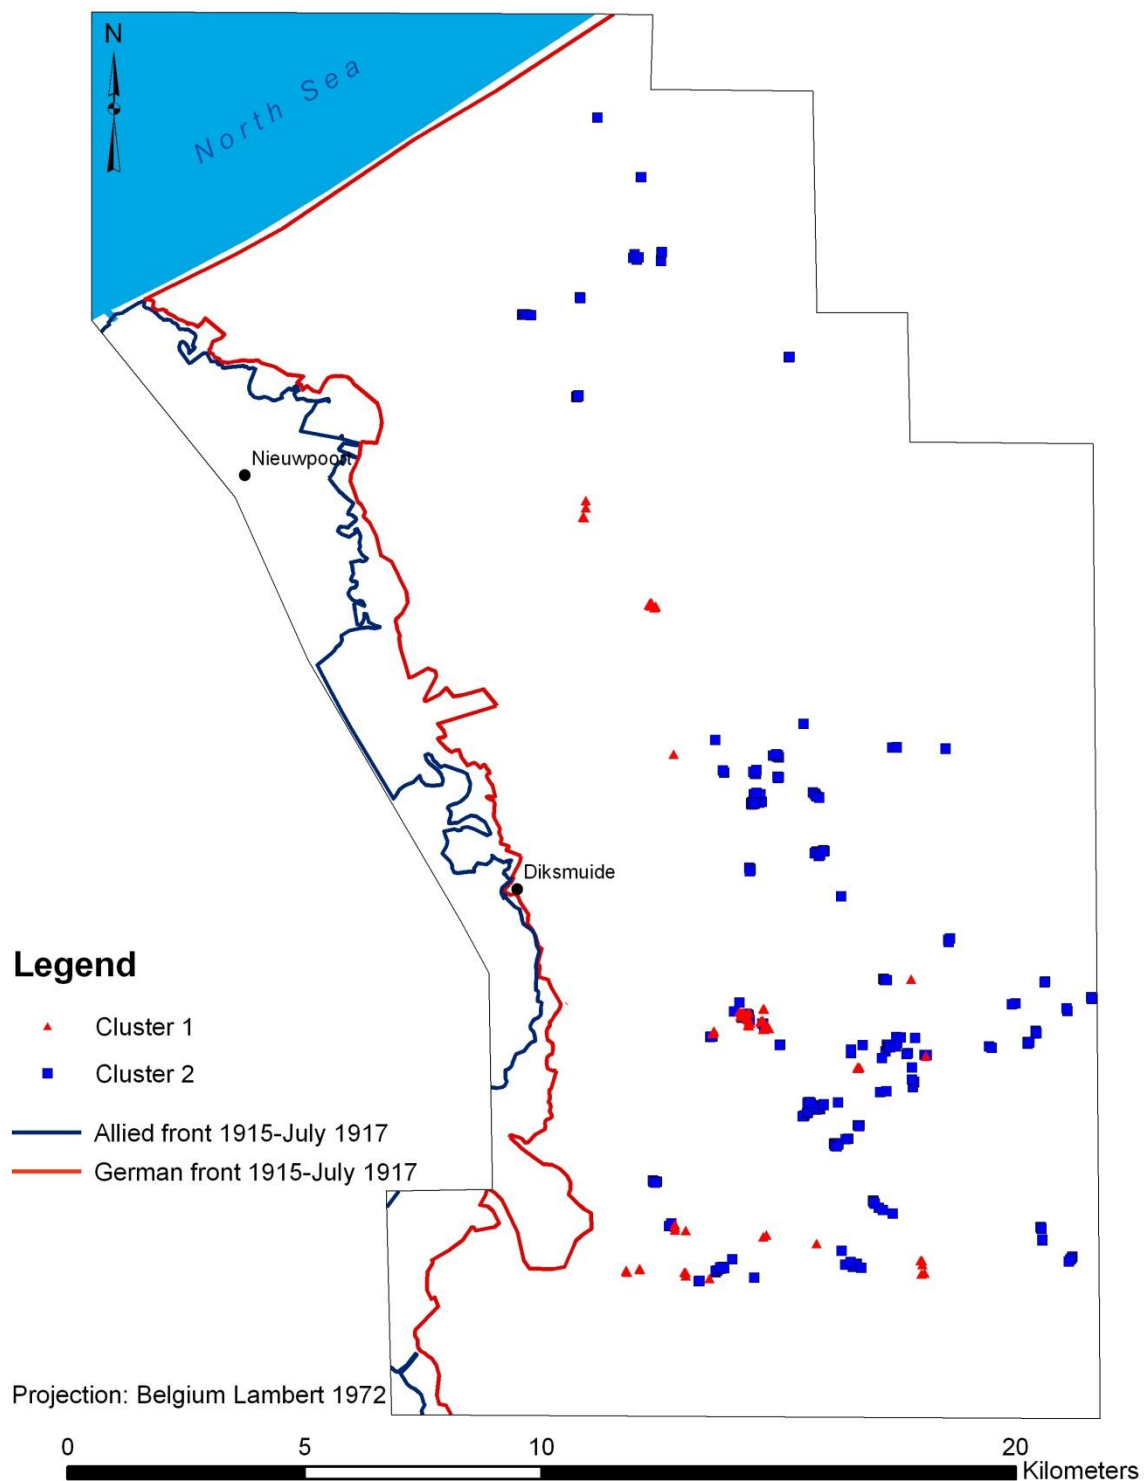 N
North Sea
Nieuwpoort
Diksmuide
Legend
Cluster 1
Cluster 2
Allied front 1915-July 1917
German front 1915-July 1917
Projection: Belgium Lambert 1972
0 5 10 20
Kilometers